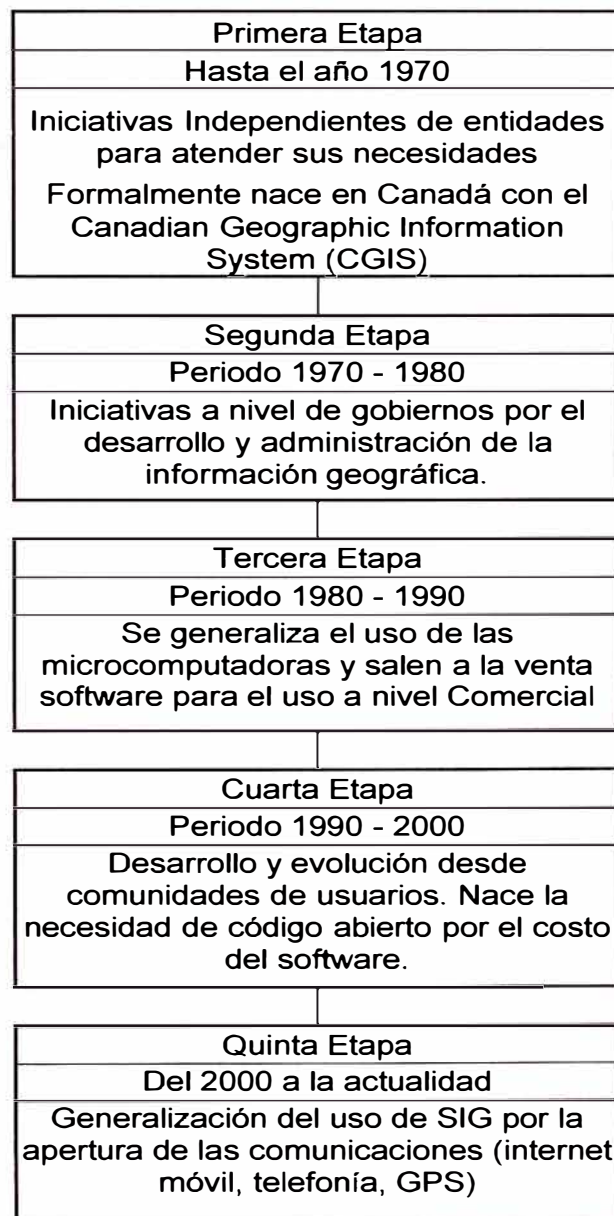 Primera Etapa
Hasta el año 1970
Iniciativas Independientes de entidades
para atender sus necesidades
Formalmente nace en Canadá con el
Canadian Geographic Information
System (CGIS)
Segunda Etapa
Periodo 1970 - 1980
Iniciativas a nivel de gobiernos por el
desarrollo y administración de la
información geográfica.
Tercera Etapa
Periodo 1980 - 1990
Se generaliza el uso de las
microcomputadoras y salen a la venta
software para el uso a nivel Comercial
Cuarta Etapa
Periodo 1990 - 2000
Desarrollo y evolución desde
comunidades de usuarios. Nace la
necesidad de código abierto por el costo
del software.
Quinta Etapa
Del 2000 a la actualidad
Generalización del uso de SIG por la
apertura de las comunicaciones (internet
móvil, telefonía, GPS)